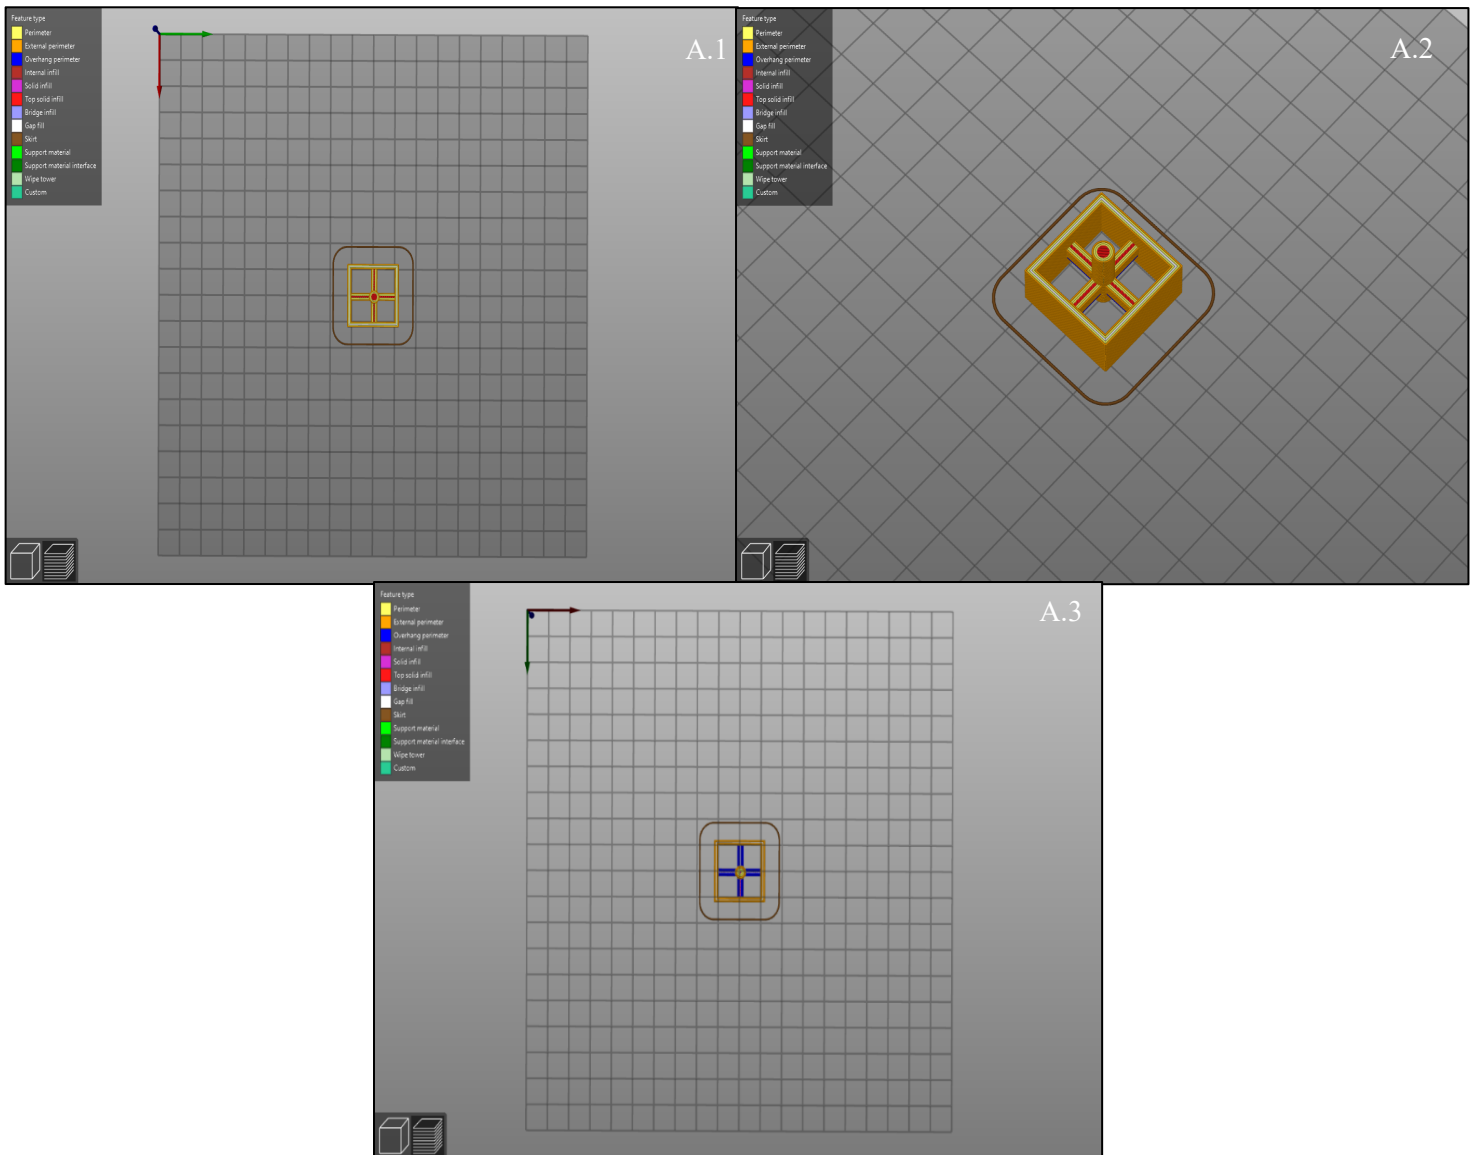 Feature type
Perimeter
External perimeter
Overhang perimeter
Internal infill
Solid infill
Top solid infill
Bridge infill
Gap fill
Skirt
Support material
Support material interface
Wipe tower
Custom
A.1
Feature type
Perimeter
External perimeter
Overhang perimeter
Internal infill
Solid infill
Top solid infill
Bridge infill
Gap fill
Skirt
Support material
Support material interface
Wipe tower
Custom
A.2
Feature type
Perimeter
External perimeter
Overhang perimeter
Internal infill
Solid infill
Top solid infill
Bridge infill
Gap fill
Skirt
Support material
Support material interface
Wipe tower
Custom
A.3